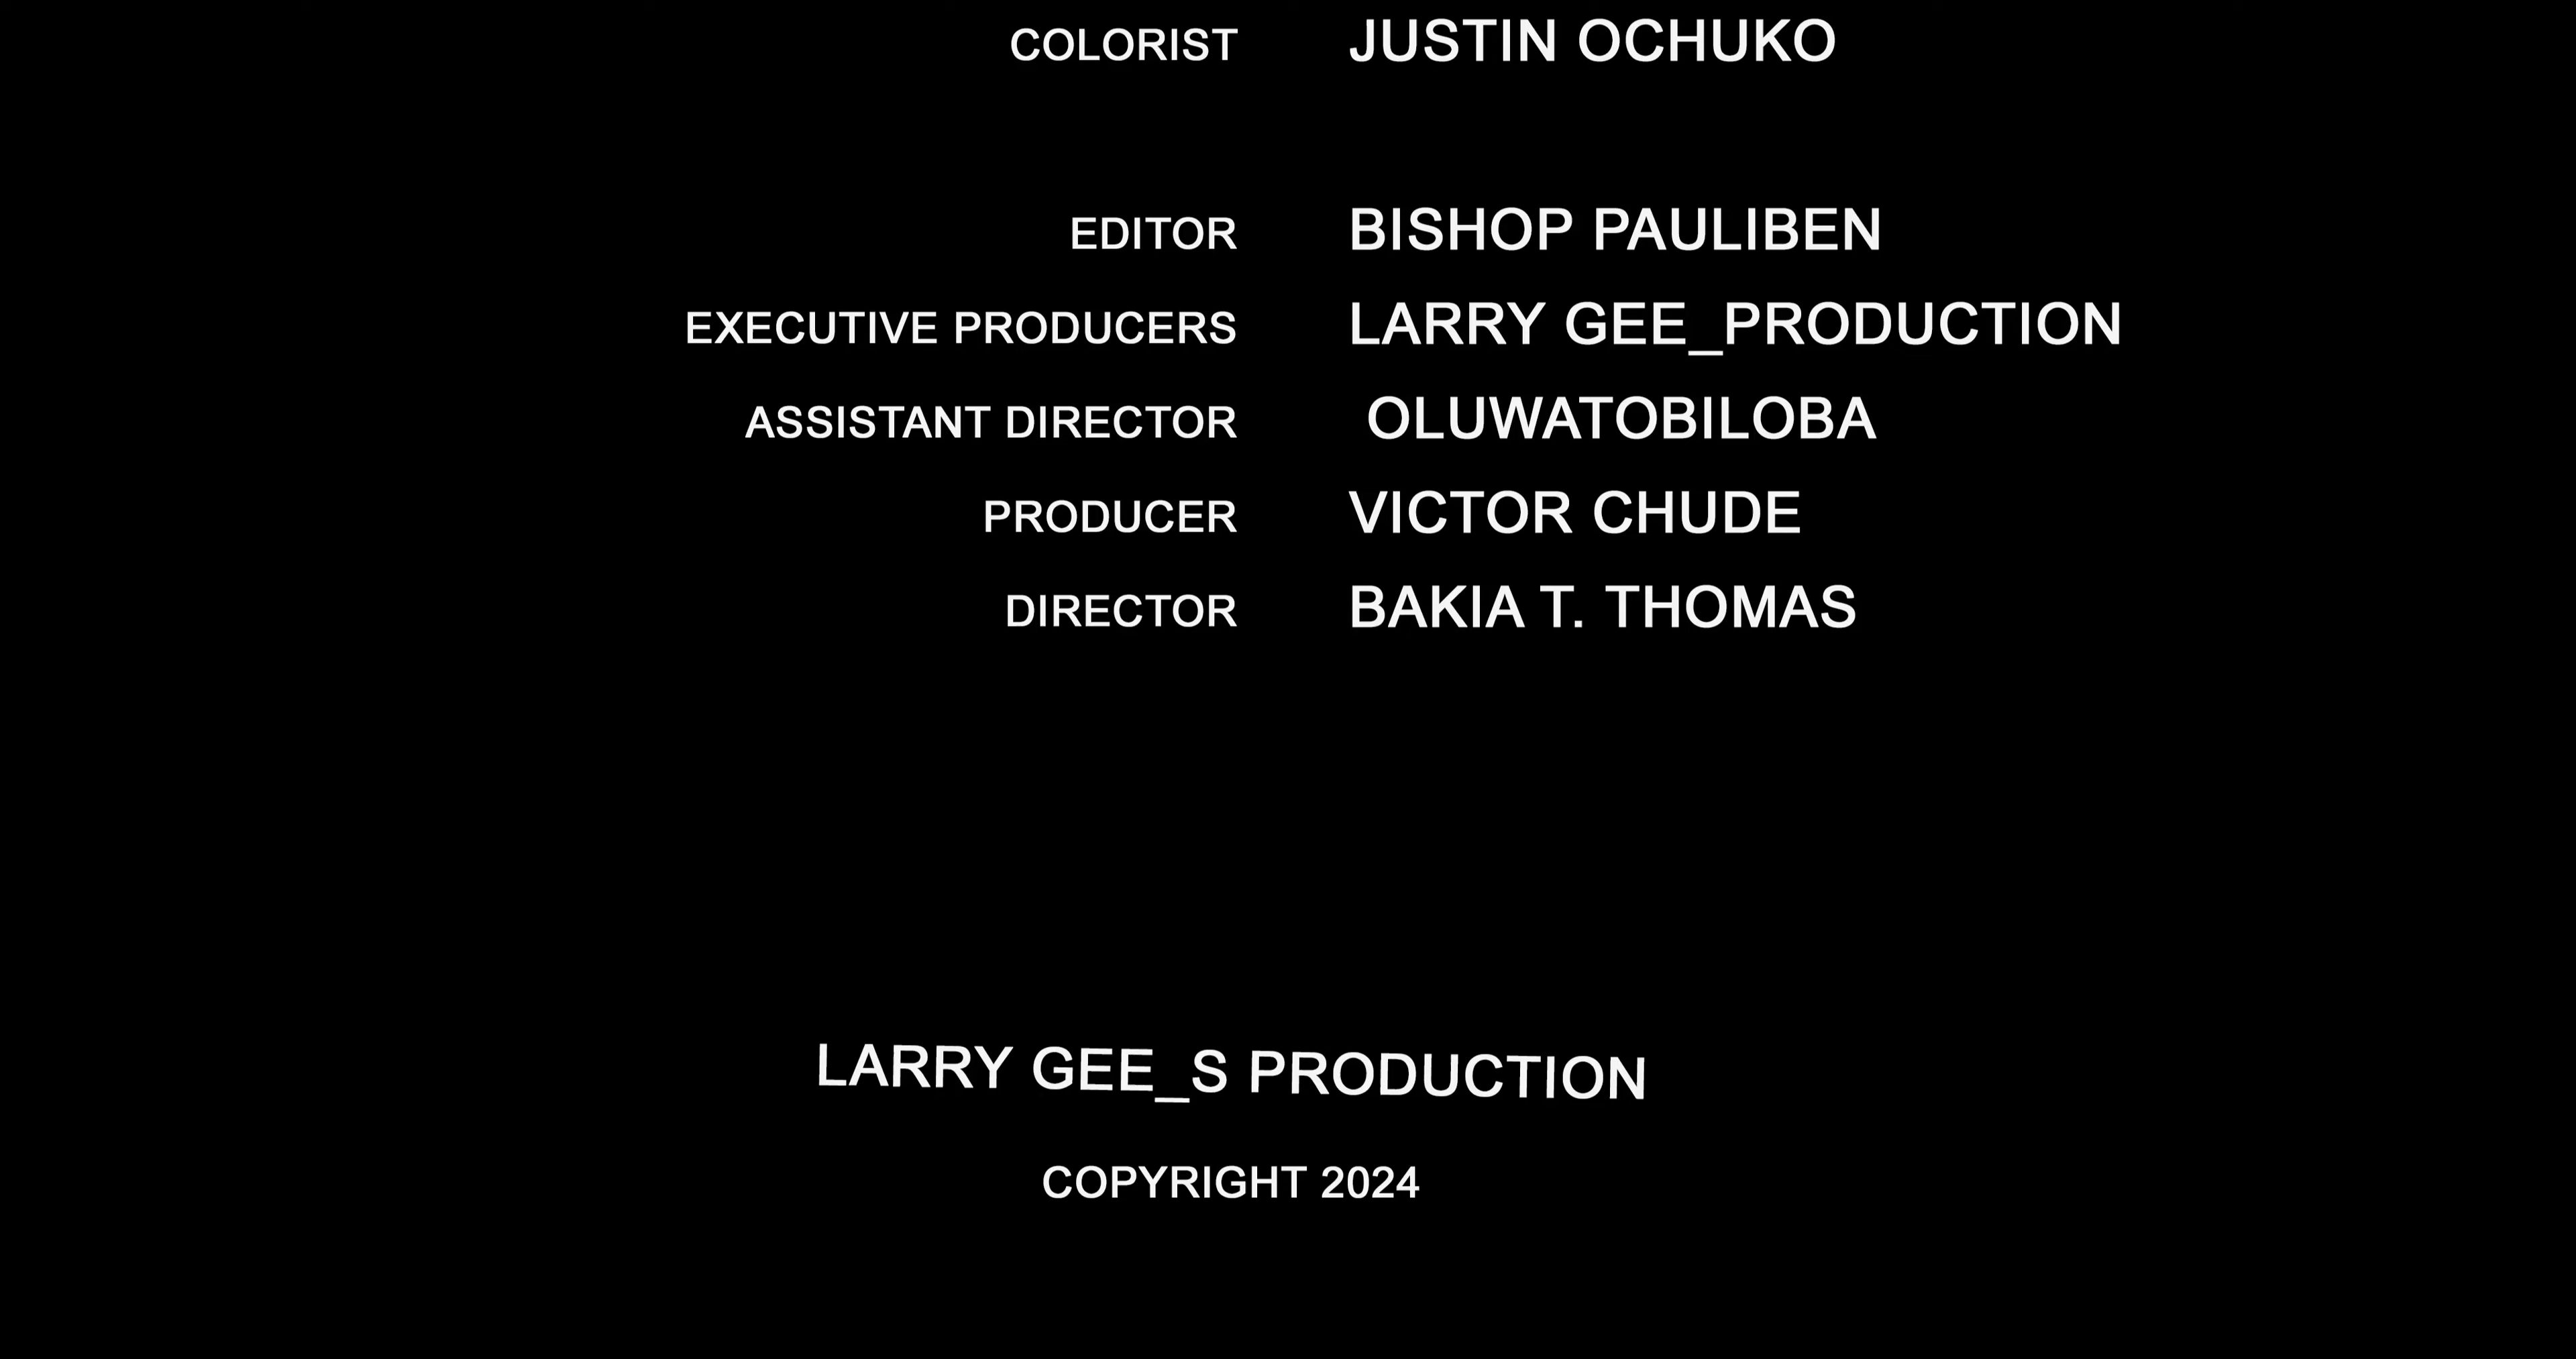 COLORIST JUSTIN OCHUKO
EDITOR BISHOP PAULIBEN
EXECUTIVE PRODUCERS LARRY GEE_PRODUCTION
ASSISTANT DIRECTOR OLUWATOBILOBA
PRODUCER VICTOR CHUDE
DIRECTOR BAKIA T. THOMAS
LARRY GEE_S PRODUCTION
COPYRIGHT 2024